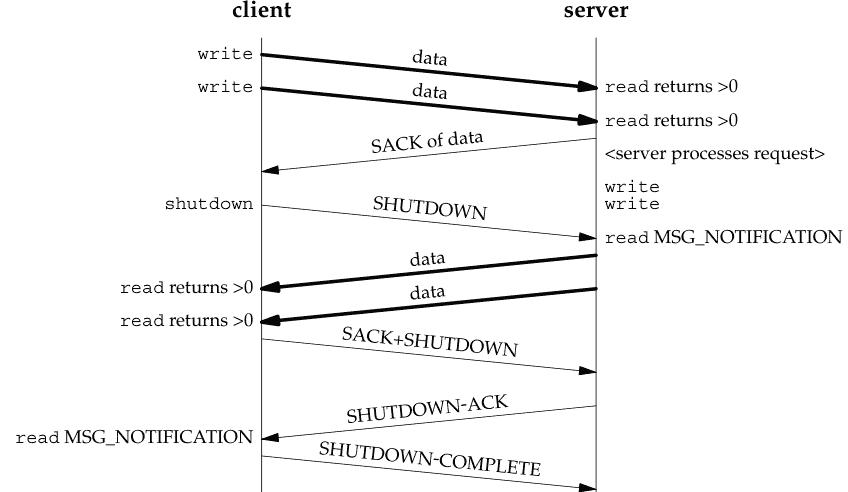 client
server
write
data
write
data
read returns >0
read returns >0
SACK of data
<server processes request>
write
shutdown
SHUTDOWN
write
read MSG_NOTIFICATION
data
read returns >0
data
read returns >0
SACK+SHUTDOWN
SHUTDOWN-ACK
read MSG_NOTIFICATION
SHUTDOWN-COMPLETE